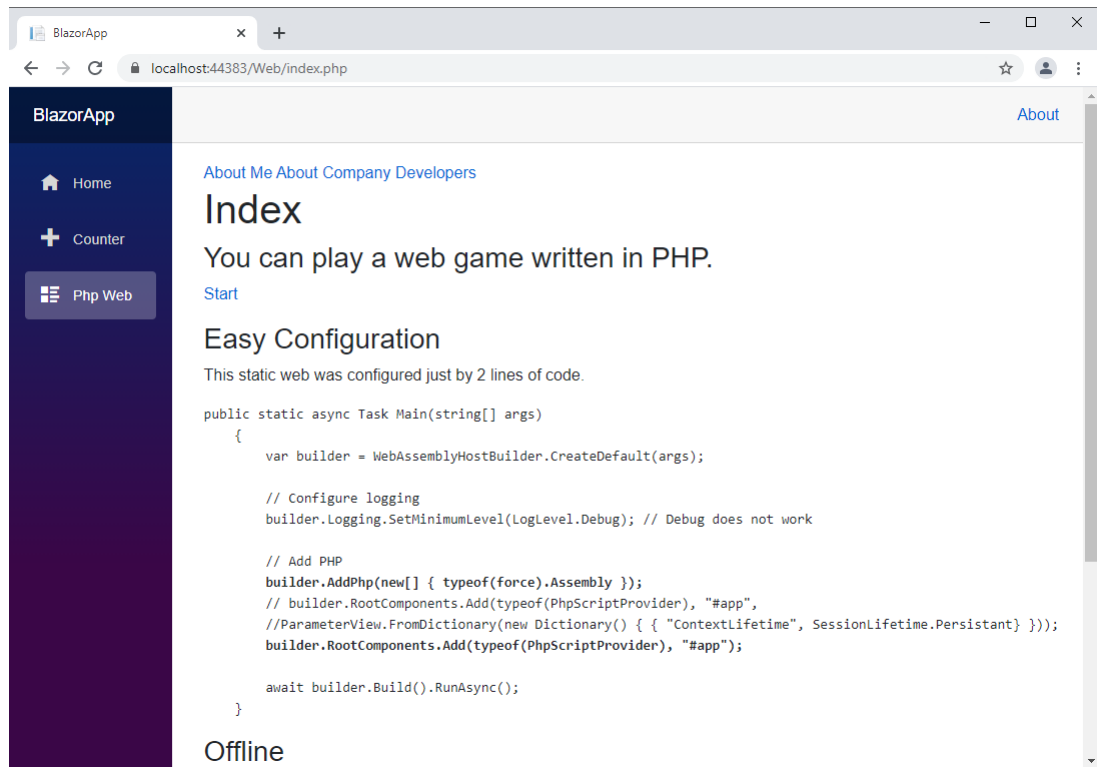 BlazorApp
localhost:44383/Web/index.php
BlazorApp
About
Home
Counter
Php Web
About Me About Company Developers
Index
You can play a web game written in PHP.
Start
Easy Configuration
This static web was configured just by 2 lines of code.
public static async Task Main(string[] args)
{
var builder = WebAssemblyHostBuilder.CreateDefault(args);
// Configure logging
builder.Logging.SetMinimumLevel(LogLevel.Debug); // Debug does not work
// Add PHP
builder.AddPhp(new[] { typeof(force).Assembly });
// builder.RootComponents.Add(typeof(PhpScriptProvider), "#app",
//ParameterView.FromDictionary(new Dictionary() { { "ContextLifetime", SessionLifetime.Persistant} }));
builder.RootComponents.Add(typeof(PhpScriptProvider), "#app");
await builder.Build().RunAsync();
}
Offline